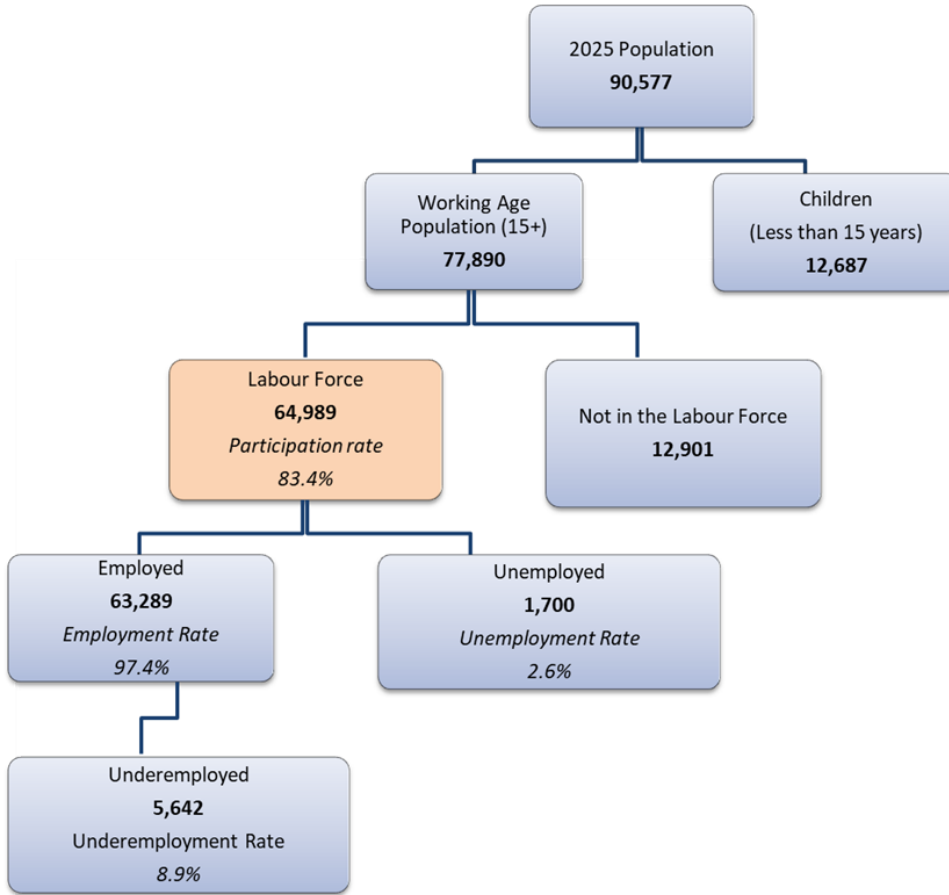 2025 Population
90,577
Working Age
Population (15+)
77,890
Children
(Less than 15 years)
12,687
Labour Force
64,989
Participation rate
83.4%
Not in the Labour Force
12,901
Employed
63,289
Employment Rate
97.4%
Unemployed
1,700
Unemployment Rate
2.6%
Underemployed
5,642
Underemployment Rate
8.9%